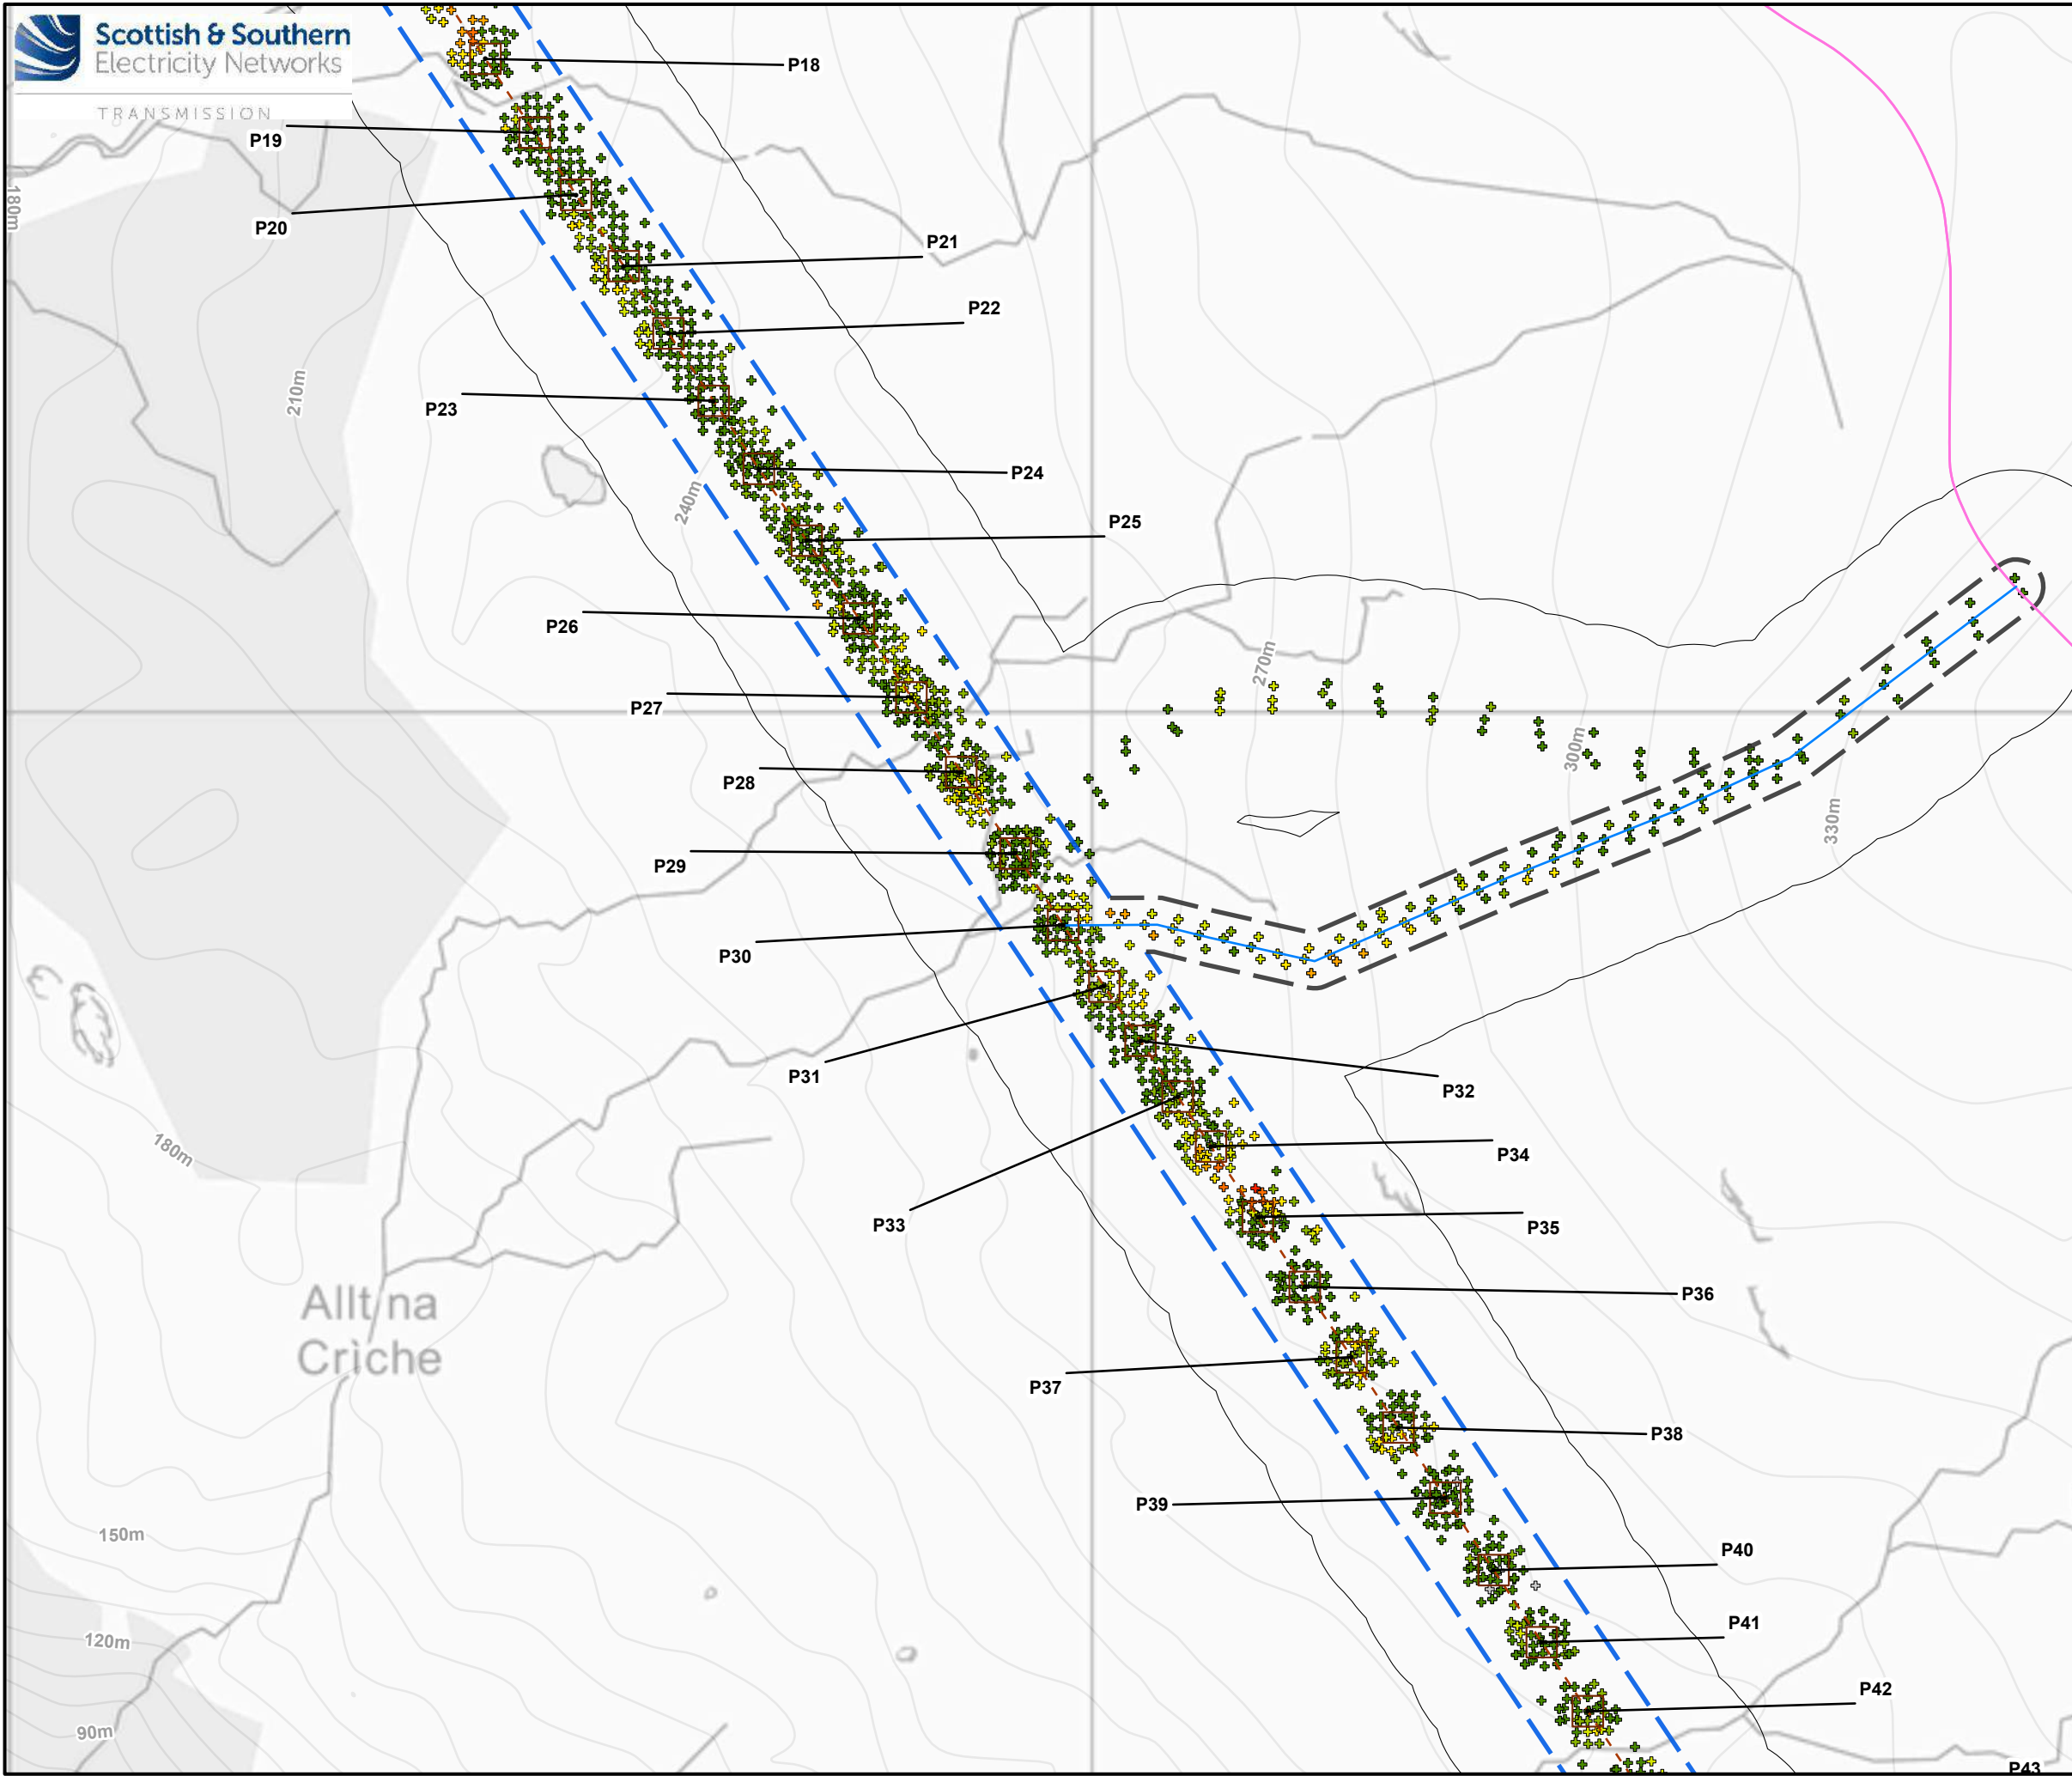 Scottish & Southern
Electricity Networks
TRANSMISSION
P18
P19
180m
P20
P21
P22
210m
P23
P24
240m
P25
P26
270m
P27
300m
P28
330m
P29
P30
P31
P32
180m
P34
P33
P35
P36
Allt na
Crìche
P37
P38
P39
150m
P40
P41
120m
P42
90m
P43